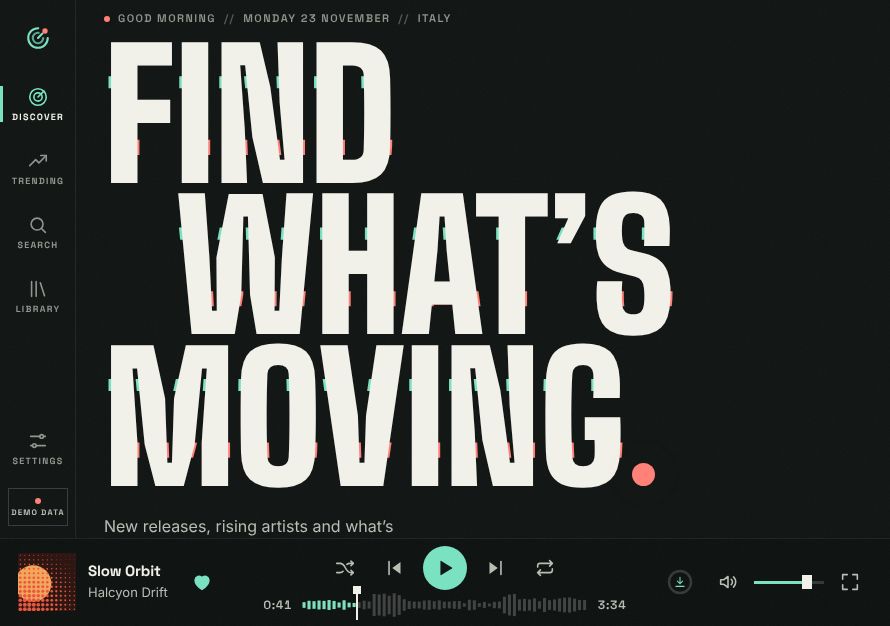 GOOD MORNING // MONDAY 23 NOVEMBER // ITALY
FIND
WHAT'S
MOVING.
New releases, rising artists and what's
DISCOVER
TRENDING
SEARCH
LIBRARY
SETTINGS
DEMO DATA
Slow Orbit
Halcyon Drift
0:41
3:34